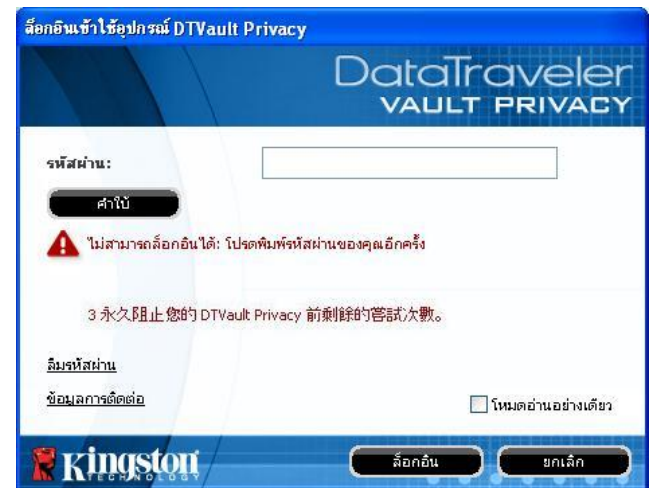 ล็อกอินเข้าใช้อุปกรณ์ DTVault Privacy
DataTraveler
VAULT PRIVACY
รหัสผ่าน:
คำใบ้
ไม่สามารถล็อกอินได้: โปรดพิมพ์รหัสผ่านของคุณอีกครั้ง
3 永久阻止您的 DTVault Privacy 前剩餘的嘗試次數。
ลืมรหัสผ่าน
ข้อมูลการติดต่อ
โหมดอ่านอย่างเดียว
Kingston
TECHNOLOGY
ล็อกอิน
ยกเลิก